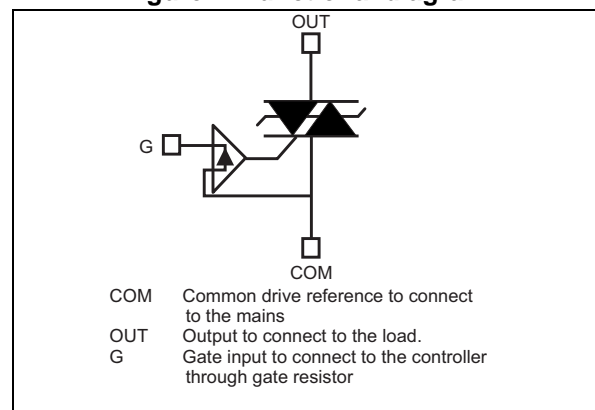 OUT
G
COM
COM Common drive reference to connect
to the mains
OUT Output to connect to the load.
G Gate input to connect to the controller
through gate resistor